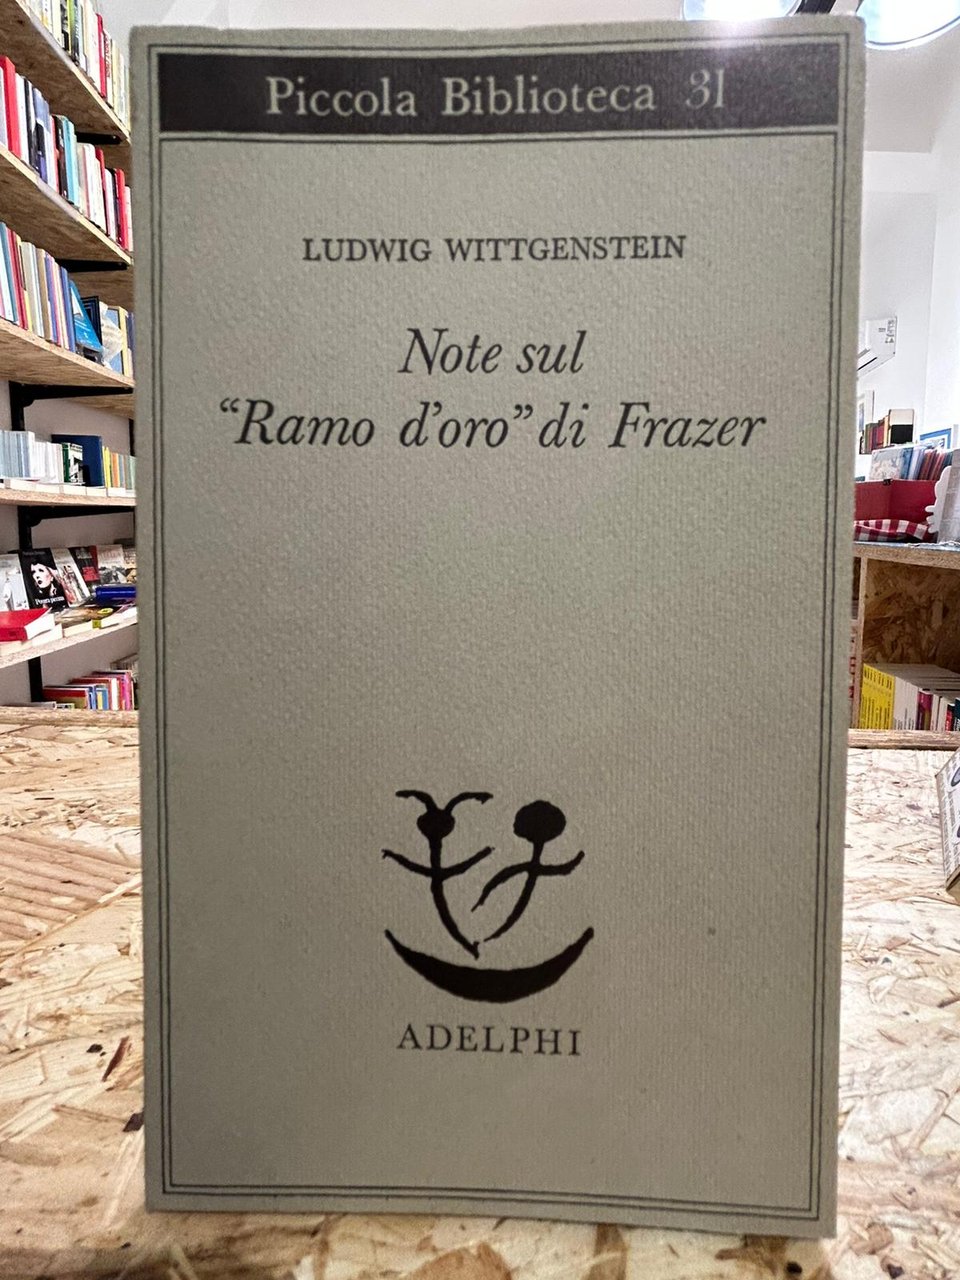 Piccola Biblioteca 31
LUDWIG WITTGENSTEIN
Note sul
“Ramo d’oro” di Frazer
ADELPHI